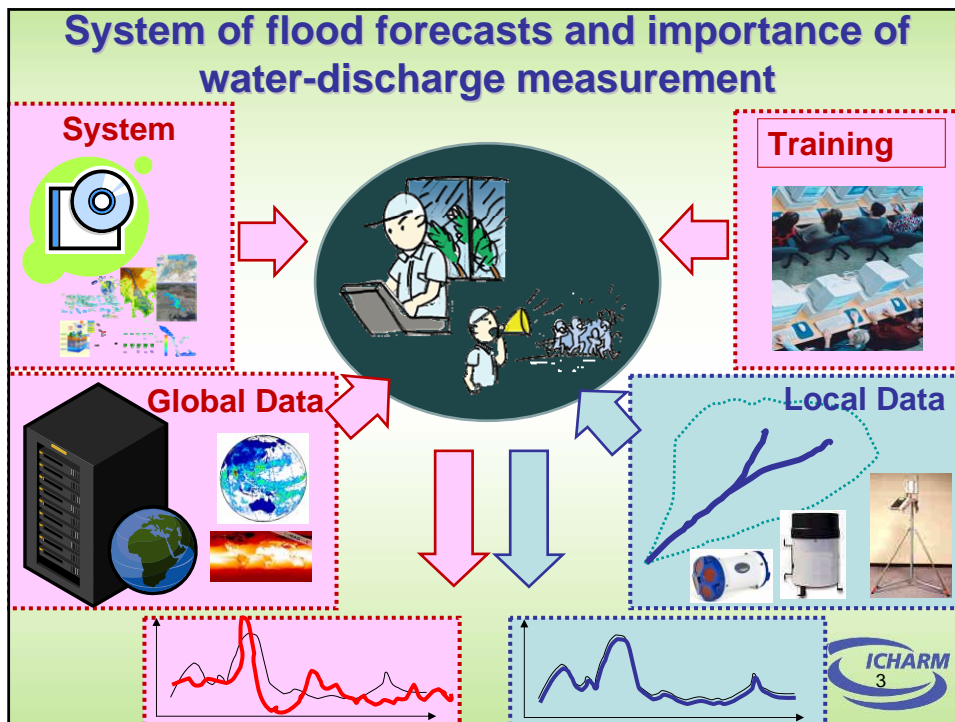 System of flood forecasts and importance of
water-discharge measurement
System
Training
Global Data
Local Data
ICHARM
3